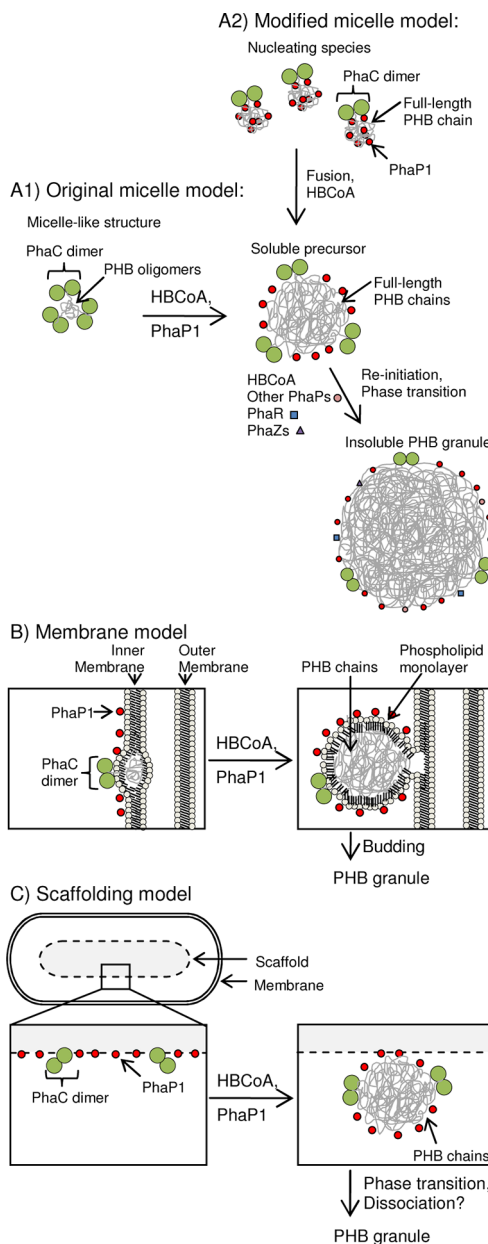 A2) Modified micelle model:
Nucleating species
PhaC dimer
Full-length
PHB chain
PhaP1
Fusion,
HBCoA
A1) Original micelle model:
Micelle-like structure
PhaC dimer
PHB oligomers
HBCoA,
PhaP1
Soluble precursor
Full-length
PHB chains
HBCoA
Other PhaPs
PhaR
PhaZs
Re-initiation,
Phase transition
Insoluble PHB granule
B) Membrane model
Inner
Membrane
Outer
Membrane
PhaP1
PhaC
dimer
HBCoA,
PhaP1
PHB chains
Phospholipid
monolayer
Budding
PHB granule
C) Scaffolding model
Scaffold
Membrane
PhaC dimer
PhaP1
HBCoA,
PhaP1
PHB chains
Phase transition,
Dissociation?
PHB granule